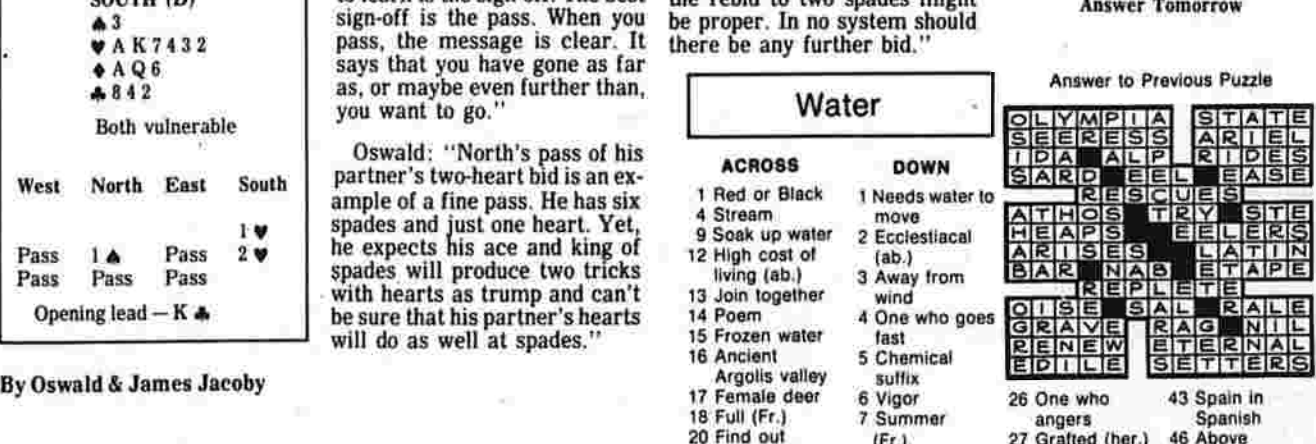 SOUTH (D)
♠ 3
♥ A K 7 4 3 2
♦ A Q 6
♣ 8 4 2
Both vulnerable
West North East South
1 ♥
Pass 1 ♠ Pass 2 ♥
Pass Pass Pass
Opening lead — K ♣
By Oswald & James Jacoby
sign-off is the pass. When you
pass, the message is clear. It
says that you have gone as far
as, or maybe even further than,
you want to go."
Oswald: "North's pass of his
partner's two-heart bid is an ex-
ample of a fine pass. He has six
spades and just one heart. Yet,
he expects his ace and king of
spades will produce two tricks
with hearts as trump and can't
be sure that his partner's hearts
will do as well at spades."
the rebid to two spades might
be proper. In no system should
there be any further bid."
Water
ACROSS
1 Red or Black
4 Stream
9 Soak up water
12 High cost of
living (ab.)
13 Join together
14 Poem
15 Frozen water
16 Ancient
Argolis valley
17 Female deer
18 Full (Fr.)
20 Find out
DOWN
1 Needs water to
move
2 Ecclestiacal
(ab.)
3 Away from
wind
4 One who goes
fast
5 Chemical
suffix
6 Vigor
7 Summer
(Fr.)
Answer Tomorrow
Answer to Previous Puzzle
OLYMPIA STATE
SEERESS ARIEL
IDA ALP RIDES
SARD EEL EASE
RESCUES
ATHOS TRY STE
HEAPS EELERS
ARISES LATIN
BAR NAB ETAPE
REPLETE
OISE SAL RALE
GRAVE RAG NIL
RENEW ETERNAL
EDILE SETTERS
26 One who
angers
27 Grafted (her.)
43 Spain in
Spanish
46 Above